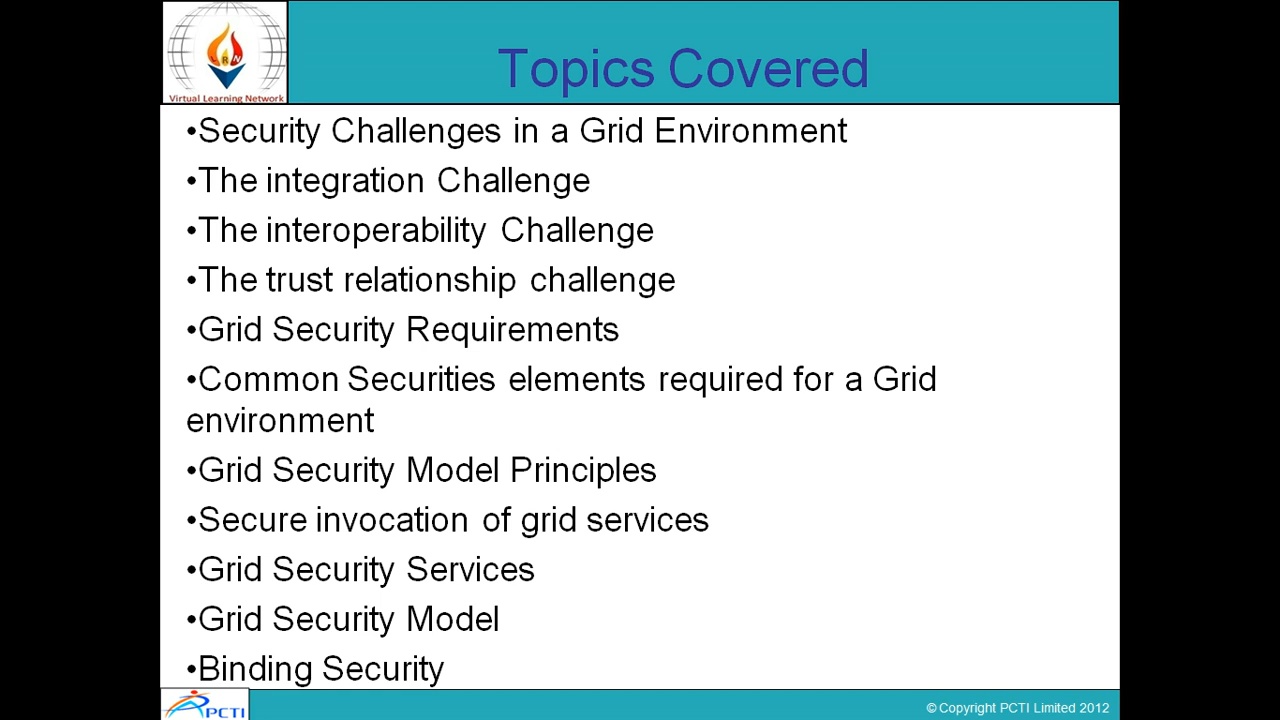 LRN
Virtual Learning Network
Topics Covered
•Security Challenges in a Grid Environment
•The integration Challenge
•The interoperability Challenge
•The trust relationship challenge
•Grid Security Requirements
•Common Securities elements required for a Grid
environment
•Grid Security Model Principles
•Secure invocation of grid services
•Grid Security Services
•Grid Security Model
•Binding Security
PCTI
© Copyright PCTI Limited 2012